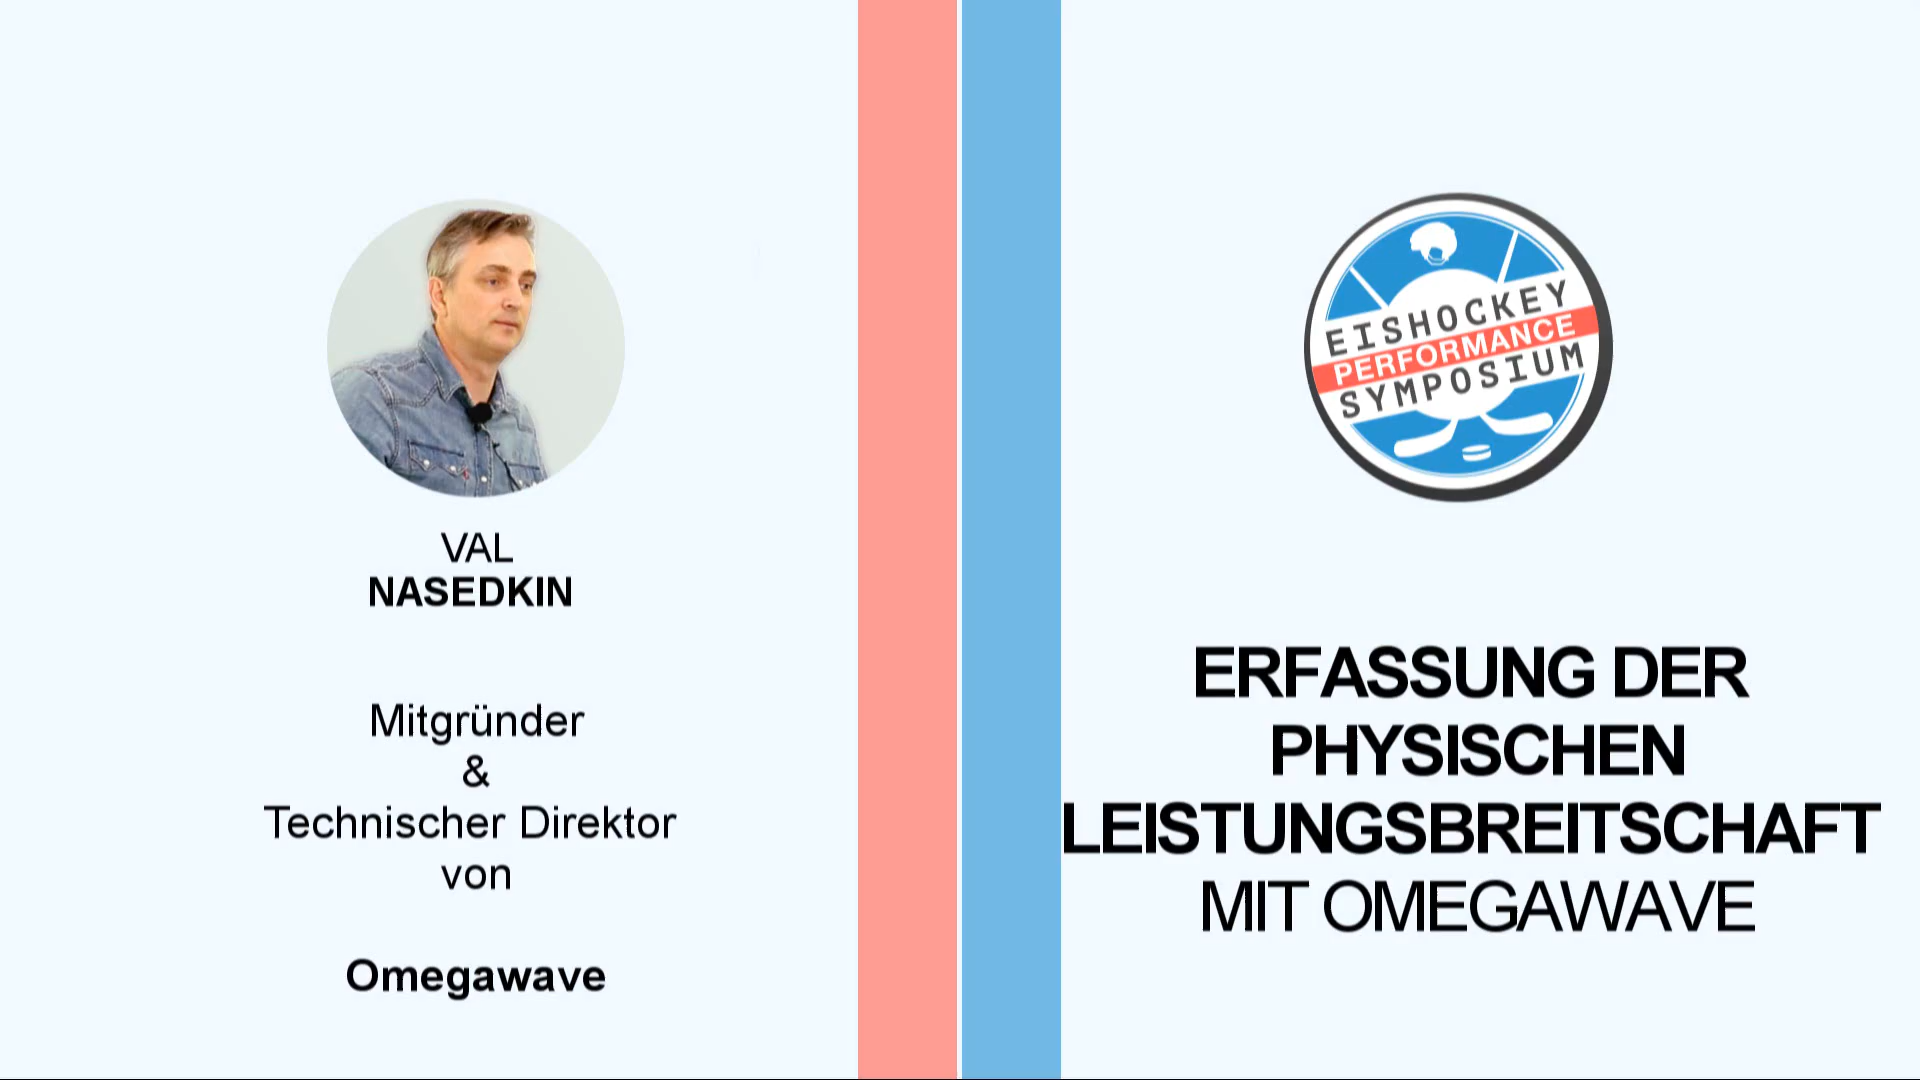 VAL
NASEDKIN
Mitgründer
&
Technischer Direktor
von
Omegawave
EISHOCKEY
PERFORMANCE
SYMPOSIUM
ERFASSUNG DER
PHYSISCHEN
LEISTUNGSBREITSCHAFT
MIT OMEGAWAVE